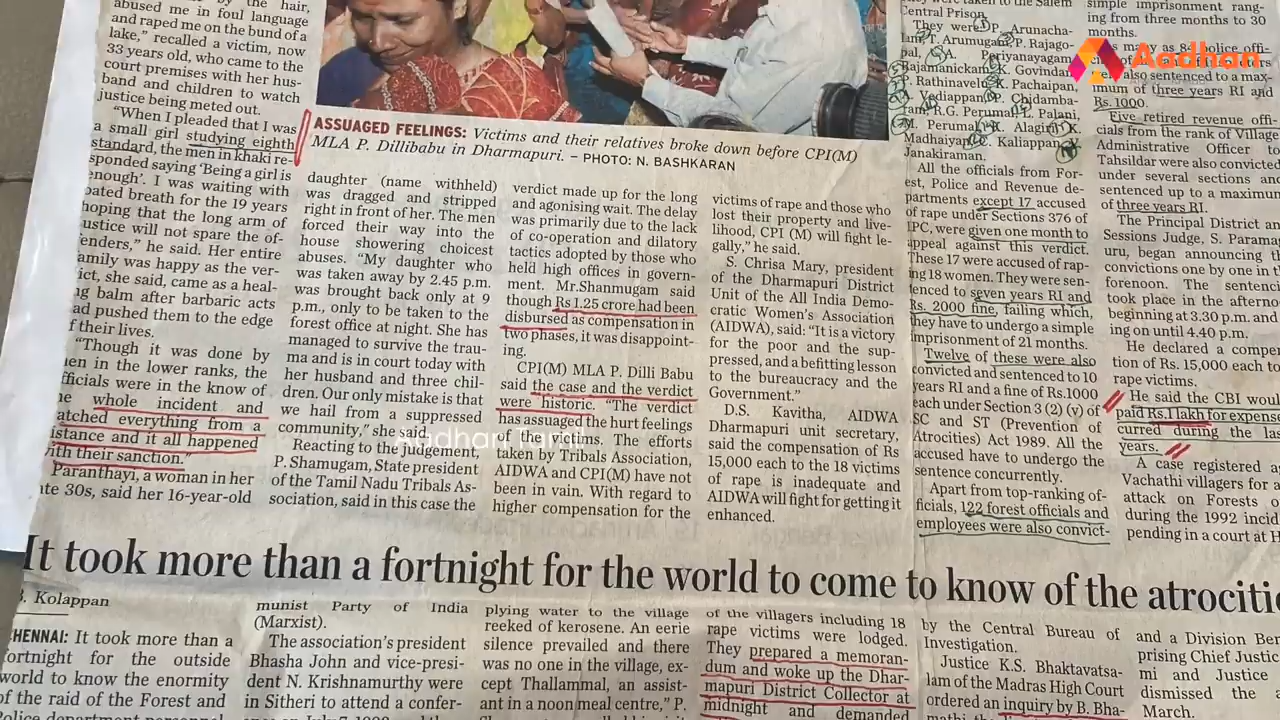 by the hair,
abused me in foul language
and raped me on the bund of a
lake," recalled a victim, now
33 years old, who came to the
court premises with her hus-
band and children to watch
justice being meted out.
"When I pleaded that I was
a small girl studying eighth
standard, the men in khaki re-
sponded saying 'Being a girl is
enough'. I was waiting with
bated breath for the 19 years
hoping that the long arm of
justice will not spare the of-
fenders," he said. Her entire
family was happy as the ver-
dict, she said, came as a heal-
balm after barbaric acts
had pushed them to the edge
f their lives.
"Though it was done by
men in the lower ranks, the
officials were in the know of
whole incident and
watched everything from a
distance and it all happened
with their sanction."
Paranthayi, a woman in her
30s, said her 16-year-old
ASSUAGED FEELINGS: Victims and their relatives broke down before CPI(M)
MLA P. Dillibabu in Dharmapuri. – PHOTO: N. BASHKARAN
daughter (name withheld)
was dragged and stripped
right in front of her. The men
forced their way into the
house showering choicest
abuses. "My daughter who
was taken away by 2.45 p.m.
was brought back only at 9
p.m., only to be taken to the
forest office at night. She has
managed to survive the trau-
ma and is in court today with
her husband and three chil-
dren. Our only mistake is that
we hail from a suppressed
community," she said.
Reacting to the judgement,
P. Shamugam, State president
of the Tamil Nadu Tribals As-
sociation, said in this case the
verdict made up for the long
and agonising wait. The delay
was primarily due to the lack
of co-operation and dilatory
tactics adopted by those who
held high offices in govern-
ment. Mr.Shanmugam said
though Rs 1.25 crore had been
disbursed as compensation in
two phases, it was disappoint-
ing.
CPI(M) MLA P. Dilli Babu
said the case and the verdict
were historic. "The verdict
has assuaged the hurt feelings
of the victims. The efforts
taken by Tribals Association,
AIDWA and CPI(M) have not
been in vain. With regard to
higher compensation for the
victims of rape and those who
lost their property and live-
lihood, CPI (M) will fight le-
gally," he said.
S. Chrisa Mary, president
of the Dharmapuri District
Unit of the All India Demo-
cratic Women's Association
(AIDWA), said: "It is a victory
for the poor and the sup-
pressed, and a befitting lesson
to the bureaucracy and the
Government."
D.S. Kavitha, AIDWA
Dharmapuri unit secretary,
said the compensation of Rs
15,000 each to the 18 victims
of rape is inadequate and
AIDWA will fight for getting it
enhanced.
were taken to the Salem
Central Prison.
They were P. Arunacha-
lam, T. Arumugam, P. Rajago-
pal, A. Periyanayagam,
Rajamanickam, K. Govindan,
P. Rathinavelu, K. Pachaipan,
Vediappan, P. Chidamba-
ram, R.G. Perumal, L. Palani,
M. Perumal, K. Alagiri, K.
Madhaiyan, C. Kaliappan,
Janakiraman.
All the officials from For-
est, Police and Revenue de-
partments except 17 accused
of rape under Sections 376 of
IPC, were given one month to
appeal against this verdict.
These 17 were accused of rap-
ing 18 women. They were sen-
tenced to seven years RI and
Rs. 2000 fine, failing which,
they have to undergo a simple
imprisonment of 21 months.
Twelve of these were also
convicted and sentenced to 10
years RI and a fine of Rs.1000
each under Section 3 (2) (v) of
SC and ST (Prevention of
Atrocities) Act 1989. All the
accused have to undergo the
sentence concurrently.
Apart from top-ranking of-
ficials, 122 forest officials and
employees were also convict-
simple imprisonment rang-
ing from three months to 30
months.
As many as 84 police offi-
also sentenced to a max-
imum of three years RI and
Rs. 1000.
Five retired revenue offi-
cials from the rank of Village
Administrative Officer to
Tahsildar were also convicted
under several sections and
sentenced up to a maximum
of three years RI.
The Principal District and
Sessions Judge, S. Parama
uru, began announcing th
convictions one by one in t
forenoon. The sentenc
took place in the afterno
beginning at 3.30 p.m. and
ing on until 4.40 p.m.
He declared a compen
tion of Rs. 15,000 each to
rape victims.
He said the CBI woul
paid Rs.1 lakh for expens
curred during the las
years.
A case registered a
Vachathi villagers for a
attack on Forests o
during the 1992 incid
pending in a court at H
It took more than a fortnight for the world to come to know of the atrociti
Kolappan
CHENNAI: It took more than a
fortnight for the outside
world to know the enormity
of the raid of the Forest and
Police department personnel
munist Party of India
(Marxist).
The association's president
Bhasha John and vice-presi-
dent N. Krishnamurthy were
in Sitheri to attend a confer-
plying water to the village
reeked of kerosene. An eerie
silence prevailed and there
was no one in the village, ex-
cept Thallammal, an assist-
ant in a noon meal centre," P.
of the villagers including 18
rape victims were lodged.
They prepared a memoran-
dum and woke up the Dhar-
mapuri District Collector at
midnight and demanded
by the Central Bureau of
Investigation.
Justice K.S. Bhaktavatsa-
lam of the Madras High Court
ordered an inquiry by B. Bha-
and a Division Ben
prising Chief Justic
mi and Justice
dismissed the
March.
Aadhan
Aadhan Tamil